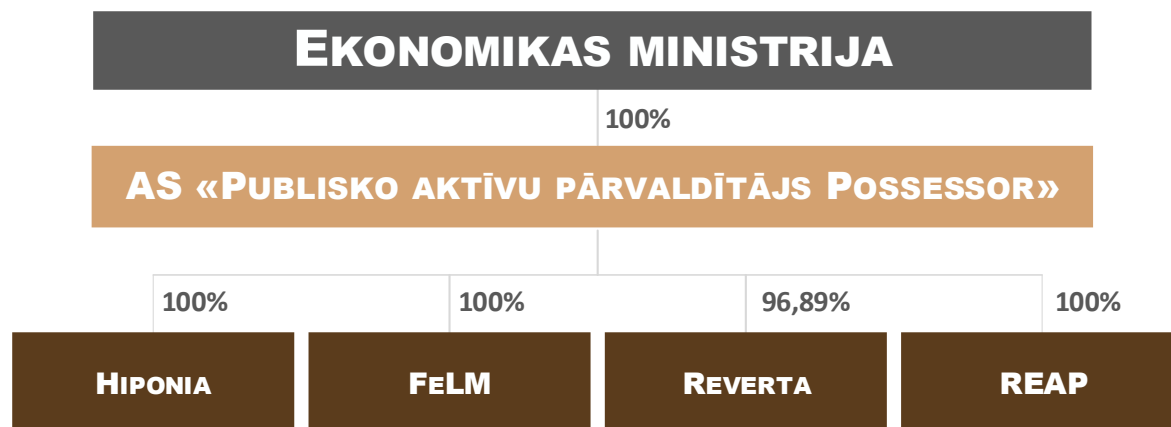 EKONOMIKAS MINISTRIJA
100%
AS «PUBLISKO AKTĪVU PĀRVALDĪTĀJS POSSESSOR»
100% 100% 96,89% 100%
HIPONIA FELM REVERTA REAP